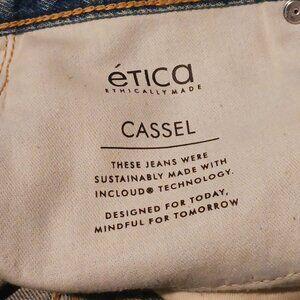 ética
ETHICALLY MADE
CASSEL
THESE JEANS WERE
SUSTAINABLY MADE WITH
INCLOUD® TECHNOLOGY.
DESIGNED FOR TODAY,
MINDFUL FOR TOMORROW